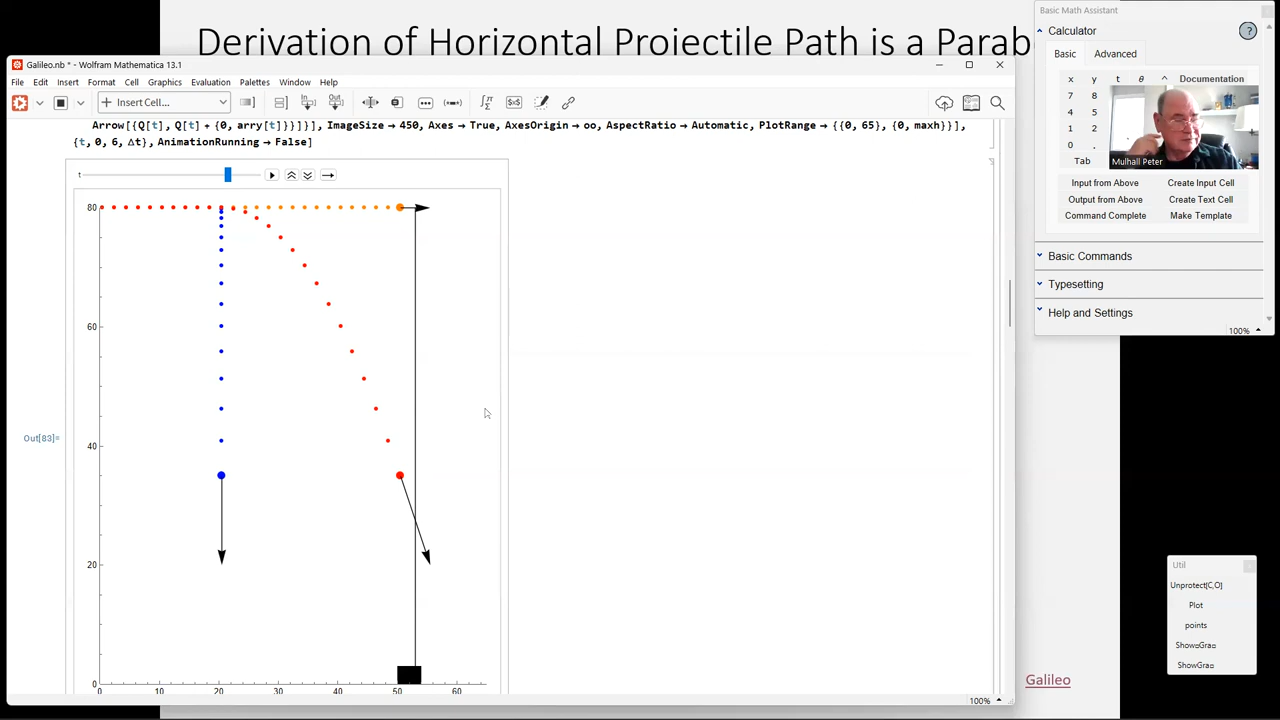 Derivation of Horizontal Projectile Path is a Parab
Basic Math Assistant
Calculator
Basic Advanced
x y t θ ^ Documentation
7 8
4 5
1 2
0 .
Tab
Mulhall Peter
Input from Above Create Input Cell
Output from Above Create Text Cell
Command Complete Make Template
Basic Commands
Typesetting
Help and Settings
100%
Galileo.nb * - Wolfram Mathematica 13.1
File Edit Insert Format Cell Graphics Evaluation Palettes Window Help
Insert Cell...
Arrow[{Q[t], Q[t] + {0, arry[t]}}]}], ImageSize → 450, Axes → True, AxesOrigin → oo, AspectRatio → Automatic, PlotRange → {{0, 65}, {0, maxh}}],
{t, 0, 6, Δt}, AnimationRunning → False]
t
80
60
Out[83]=
40
20
0
0 10 20 30 40 50 60
100%
Util
Unprotect[C,O]
Plot
points
Show□Gra□
ShowGra□
Galileo